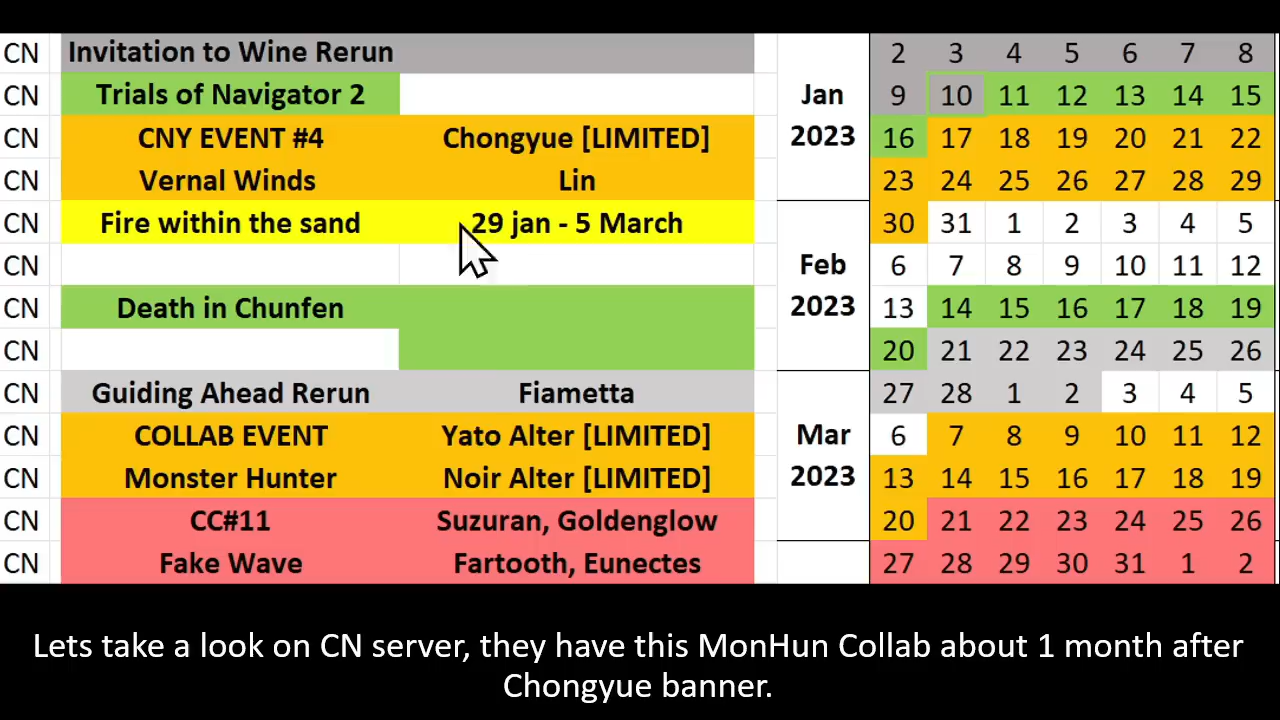 CN Invitation to Wine Rerun 2 3 4 5 6 7 8
CN Trials of Navigator 2 Jan 9 10 11 12 13 14 15
CN CNY EVENT #4 Chongyue [LIMITED] 2023 16 17 18 19 20 21 22
CN Vernal Winds Lin 23 24 25 26 27 28 29
CN Fire within the sand 29 jan - 5 March 30 31 1 2 3 4 5
CN Feb 6 7 8 9 10 11 12
CN Death in Chunfen 2023 13 14 15 16 17 18 19
CN 20 21 22 23 24 25 26
CN Guiding Ahead Rerun Fiametta 27 28 1 2 3 4 5
CN COLLAB EVENT Yato Alter [LIMITED] Mar 6 7 8 9 10 11 12
CN Monster Hunter Noir Alter [LIMITED] 2023 13 14 15 16 17 18 19
CN CC#11 Suzuran, Goldenglow 20 21 22 23 24 25 26
CN Fake Wave Fartooth, Eunectes 27 28 29 30 31 1 2
Lets take a look on CN server, they have this MonHun Collab about 1 month after
Chongyue banner.